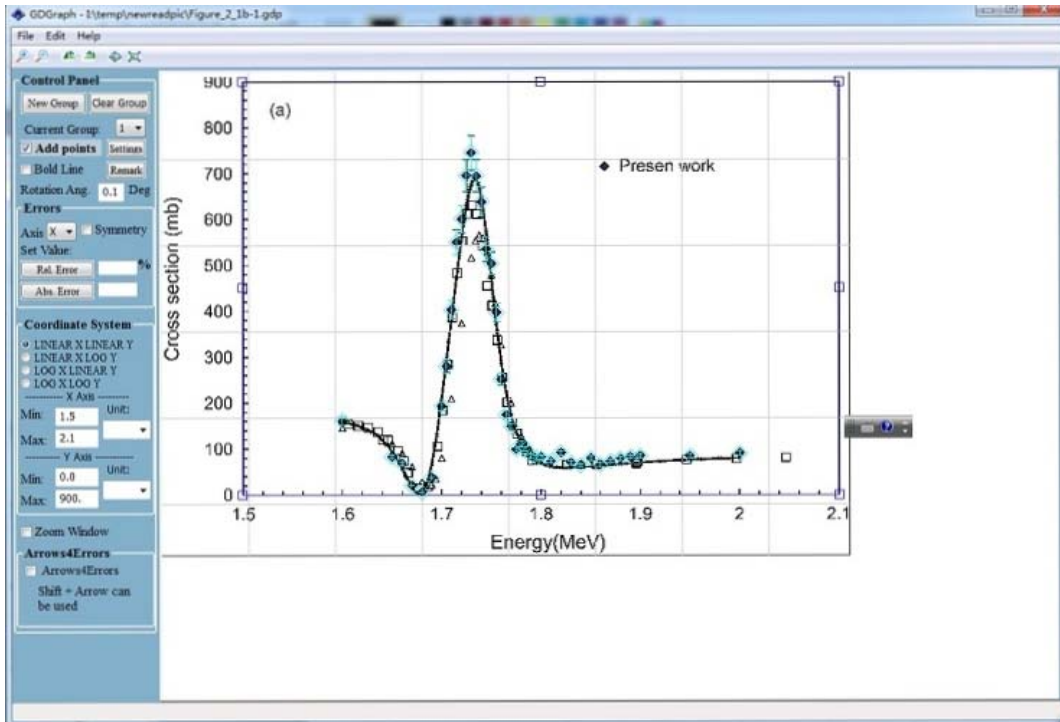 GDGraph - 1\temp\newreadpic\Figure_2_1b-1.gdp
File Edit Help
Control Panel
New Group Clear Group
Current Group: 1
Add points Settings
Bold Line Remark
Rotation Ang. 0.1 Deg
Errors
Axis X Symmetry
Set Value:
Rel. Error %
Abs. Error
Coordinate System
LINEAR X LINEAR Y
LINEAR X LOG Y
LOG X LINEAR Y
LOG X LOG Y
---------- X Axis ----------
Min: 1.5 Unit:
Max: 2.1
---------- Y Axis ----------
Min: 0.0 Unit:
Max: 900.
Zoom Window
Arrows4Errors
Arrows4Errors
Shift + Arrow can
be used
(a)
Presen work
Cross section (mb)
900
800
700
600
500
400
300
200
100
0
1.5 1.6 1.7 1.8 1.9 2 2.1
Energy(MeV)